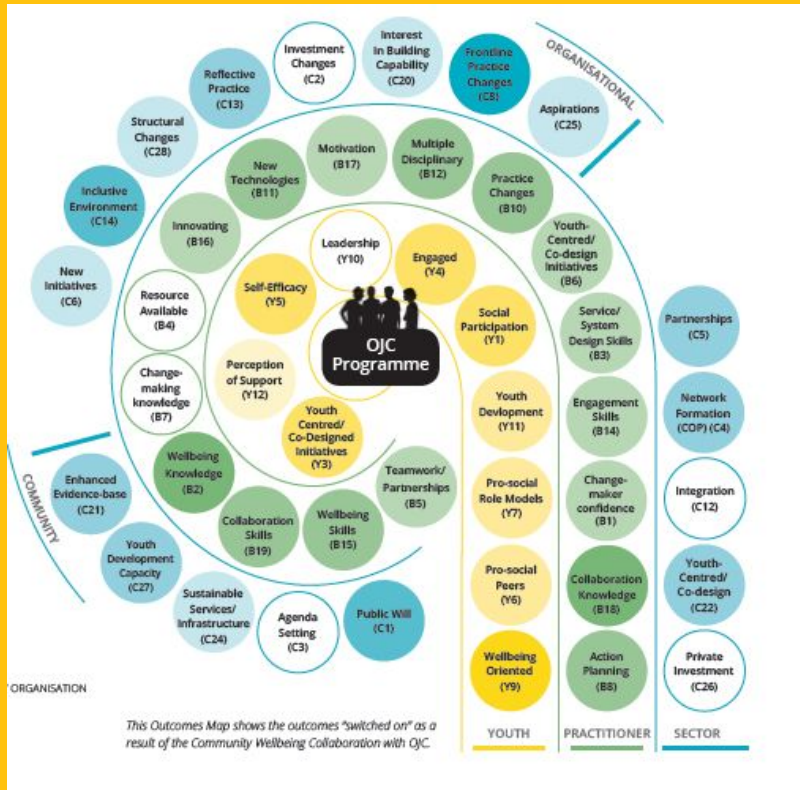 Interest
In Building
Capability
(C20)
Investment
Changes
(C2)
Frontline
Practice
Changes
(C8)
ORGANISATIONAL
Reflective
Practice
(C13)
Aspirations
(C25)
Structural
Changes
(C28)
Inclusive
Environment
(C14)
New
Initiatives
(C6)
Motivation
(B17)
Multiple
Disciplinary
(B12)
New
Technologies
(B11)
Practice
Changes
(B10)
Innovating
(B16)
Youth-
Centred/
Co-design
Initiatives
(B6)
Resource
Available
(B4)
Change-
making
knowledge
(B7)
Leadership
(Y10)
Engaged
(Y4)
Self-Efficacy
(Y5)
Social
Participation
(Y1)
OJC
Programme
Perception
of Support
(Y12)
Youth
Centred/
Co-Designed
Initiatives
(Y3)
Service/
System
Design Skills
(B3)
Partnerships
(C5)
Youth
Devlopment
(Y11)
Engagement
Skills
(B14)
Network
Formation
(COP) (C4)
Wellbeing
Knowledge
(B2)
Collaboration
Skills
(B19)
Wellbeing
Skills
(B15)
Teamwork/
Partnerships
(B5)
Pro-social
Role Models
(Y7)
Change-
maker
confidence
(B1)
Integration
(C12)
COMMUNITY
Enhanced
Evidence-base
(C21)
Youth
Development
Capacity
(C27)
Sustainable
Services/
Infrastructure
(C24)
Agenda
Setting
(C3)
Public Will
(C1)
Pro-social
Peers
(Y6)
Collaboration
Knowledge
(B18)
Youth-
Centred/
Co-design
(C22)
Wellbeing
Oriented
(Y9)
Action
Planning
(B8)
Private
Investment
(C26)
ORGANISATION
This Outcomes Map shows the outcomes "switched on" as a
result of the Community Wellbeing Collaboration with OJC.
YOUTH
PRACTITIONER
SECTOR